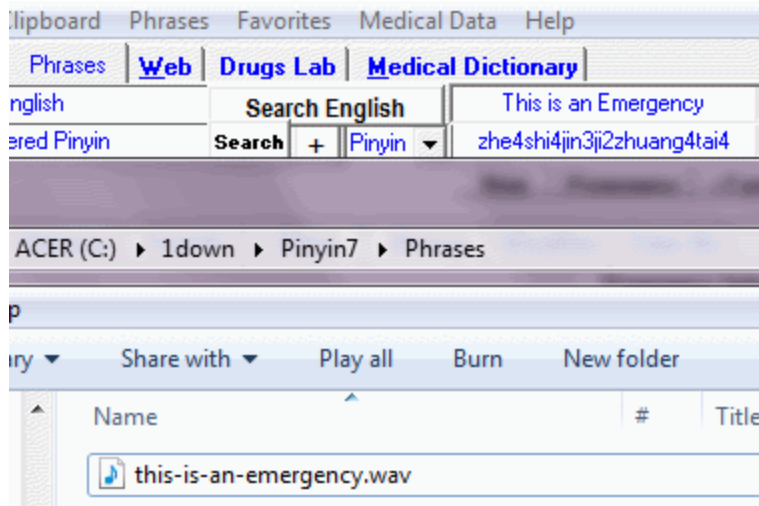 lipboard Phrases Favorites Medical Data Help
Phrases Web Drugs Lab Medical Dictionary
nglish Search English This is an Emergency
ered Pinyin Search + Pinyin zhe4shi4jin3ji2zhuang4tai4
ACER (C:) 1down Pinyin7 Phrases
p
ary Share with Play all Burn New folder
Name # Title
this-is-an-emergency.wav